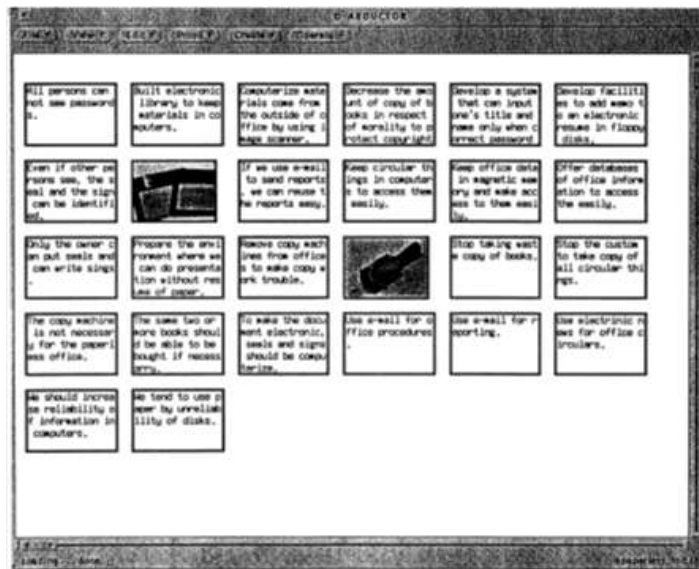 D-ABDUCTOR
All persons can
not see password
s.
Built electronic
library to keep
materials in co
mputers.
Computerize mate
rials come from
the outside of o
ffice by using i
mage scanner.
Decrease the amo
unt of copy of b
ooks in respect
of morality to p
rotect copyright
Develop a system
that can input
one's title and
name only when c
orrect password
Develop faciliti
es to add memo t
o an electronic
resume in floppy
disks.
Even if other pe
rsons see, the s
eal and the sign
can be identifi
ed.
If we use e-mail
to send reports
, we can reuse t
he reports easy.
Keep circular th
ings in computer
s to access them
easily.
Keep office data
in magnetic mem
ory and make acc
ess to them easi
ly.
Offer databases
of office inform
ation to access
the easily.
Only the owner c
an put seals and
can write sings
.
Prepare the envi
ronment where we
can do presenta
tion without res
ume of paper.
Remove copy mach
ines from office
s to make copy w
ork trouble.
Stop taking wast
e copy of books.
Stop the custom
to take copy of
all circular thi
ngs.
The copy machine
is not necessar
y for the paperl
ess office.
The same two or
more books shoul
d be able to be
bought if necess
arry.
To make the docu
ment electronic,
seals and signs
should be compu
terize.
Use e-mail for o
ffice procedures
.
Use e-mail for r
eporting.
Use electrinic n
ews for office c
irculars.
We should increa
se reliability o
f information in
computers.
We tend to use p
aper by unreliab
ility of disks.